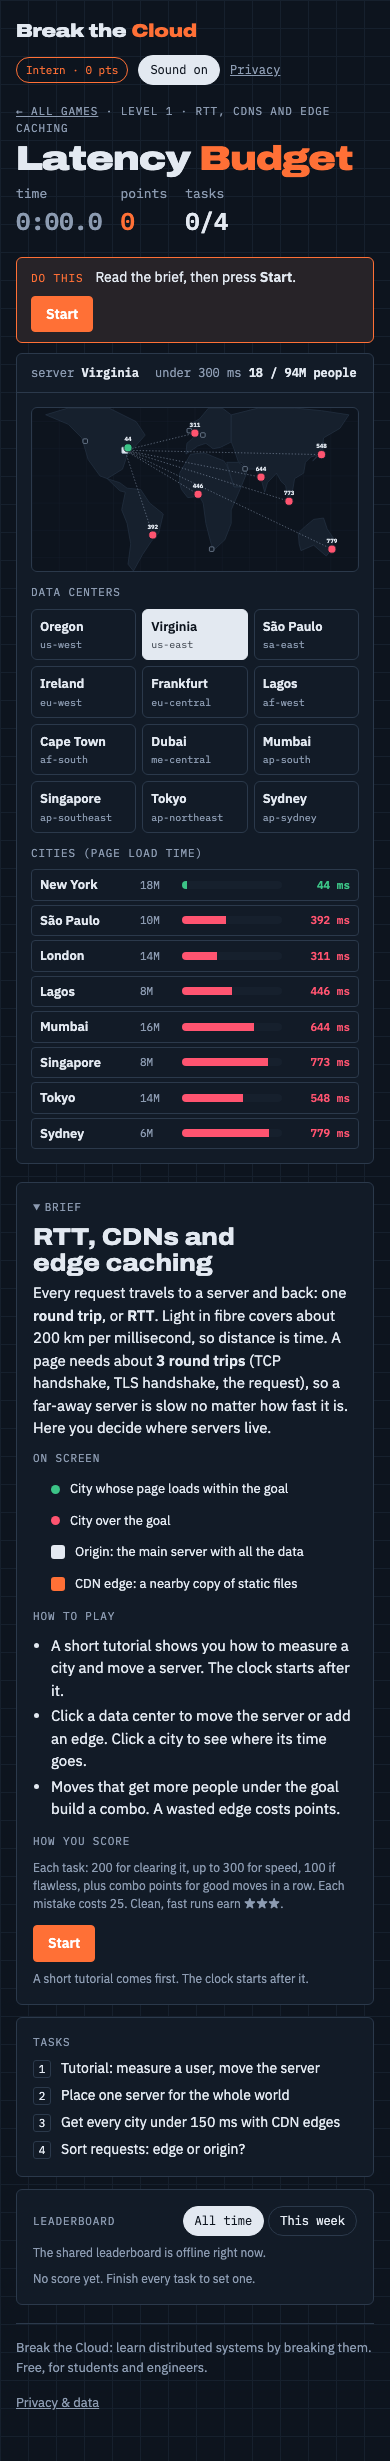 Break the Cloud
Intern · 0 pts
Sound on
Privacy
← ALL GAMES · LEVEL 1 · RTT, CDNS AND EDGE
CACHING
Latency Budget
time points tasks
0:00.0 0 0/4
DO THIS Read the brief, then press Start.
Start
server Virginia under 300 ms 18 / 94M people
44
311
548
644
446
773
392
779
DATA CENTERS
Oregon
us-west
Virginia
us-east
São Paulo
sa-east
Ireland
eu-west
Frankfurt
eu-central
Lagos
af-west
Cape Town
af-south
Dubai
me-central
Mumbai
ap-south
Singapore
ap-southeast
Tokyo
ap-northeast
Sydney
ap-sydney
CITIES (PAGE LOAD TIME)
New York 18M 44 ms
São Paulo 10M 392 ms
London 14M 311 ms
Lagos 8M 446 ms
Mumbai 16M 644 ms
Singapore 8M 773 ms
Tokyo 14M 548 ms
Sydney 6M 779 ms
▼ BRIEF
RTT, CDNs and
edge caching
Every request travels to a server and back: one
round trip, or RTT. Light in fibre covers about
200 km per millisecond, so distance is time. A
page needs about 3 round trips (TCP
handshake, TLS handshake, the request), so a
far-away server is slow no matter how fast it is.
Here you decide where servers live.
ON SCREEN
City whose page loads within the goal
City over the goal
Origin: the main server with all the data
CDN edge: a nearby copy of static files
HOW TO PLAY
• A short tutorial shows you how to measure a
city and move a server. The clock starts after
it.
• Click a data center to move the server or add
an edge. Click a city to see where its time
goes.
• Moves that get more people under the goal
build a combo. A wasted edge costs points.
HOW YOU SCORE
Each task: 200 for clearing it, up to 300 for speed, 100 if
flawless, plus combo points for good moves in a row. Each
mistake costs 25. Clean, fast runs earn ★★★.
Start
A short tutorial comes first. The clock starts after it.
TASKS
1 Tutorial: measure a user, move the server
2 Place one server for the whole world
3 Get every city under 150 ms with CDN edges
4 Sort requests: edge or origin?
LEADERBOARD
All time
This week
The shared leaderboard is offline right now.
No score yet. Finish every task to set one.
Break the Cloud: learn distributed systems by breaking them.
Free, for students and engineers.
Privacy & data